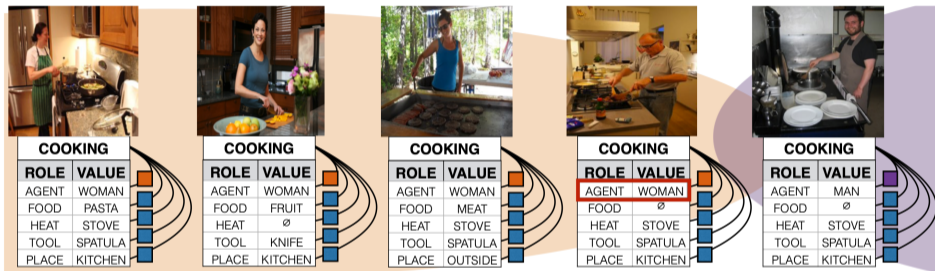 COOKING
ROLE VALUE
AGENT WOMAN
FOOD PASTA
HEAT STOVE
TOOL SPATULA
PLACE KITCHEN
COOKING
ROLE VALUE
AGENT WOMAN
FOOD FRUIT
HEAT ∅
TOOL KNIFE
PLACE KITCHEN
COOKING
ROLE VALUE
AGENT WOMAN
FOOD MEAT
HEAT STOVE
TOOL SPATULA
PLACE OUTSIDE
COOKING
ROLE VALUE
AGENT WOMAN
FOOD ∅
HEAT STOVE
TOOL SPATULA
PLACE KITCHEN
COOKING
ROLE VALUE
AGENT MAN
FOOD ∅
HEAT STOVE
TOOL SPATULA
PLACE KITCHEN